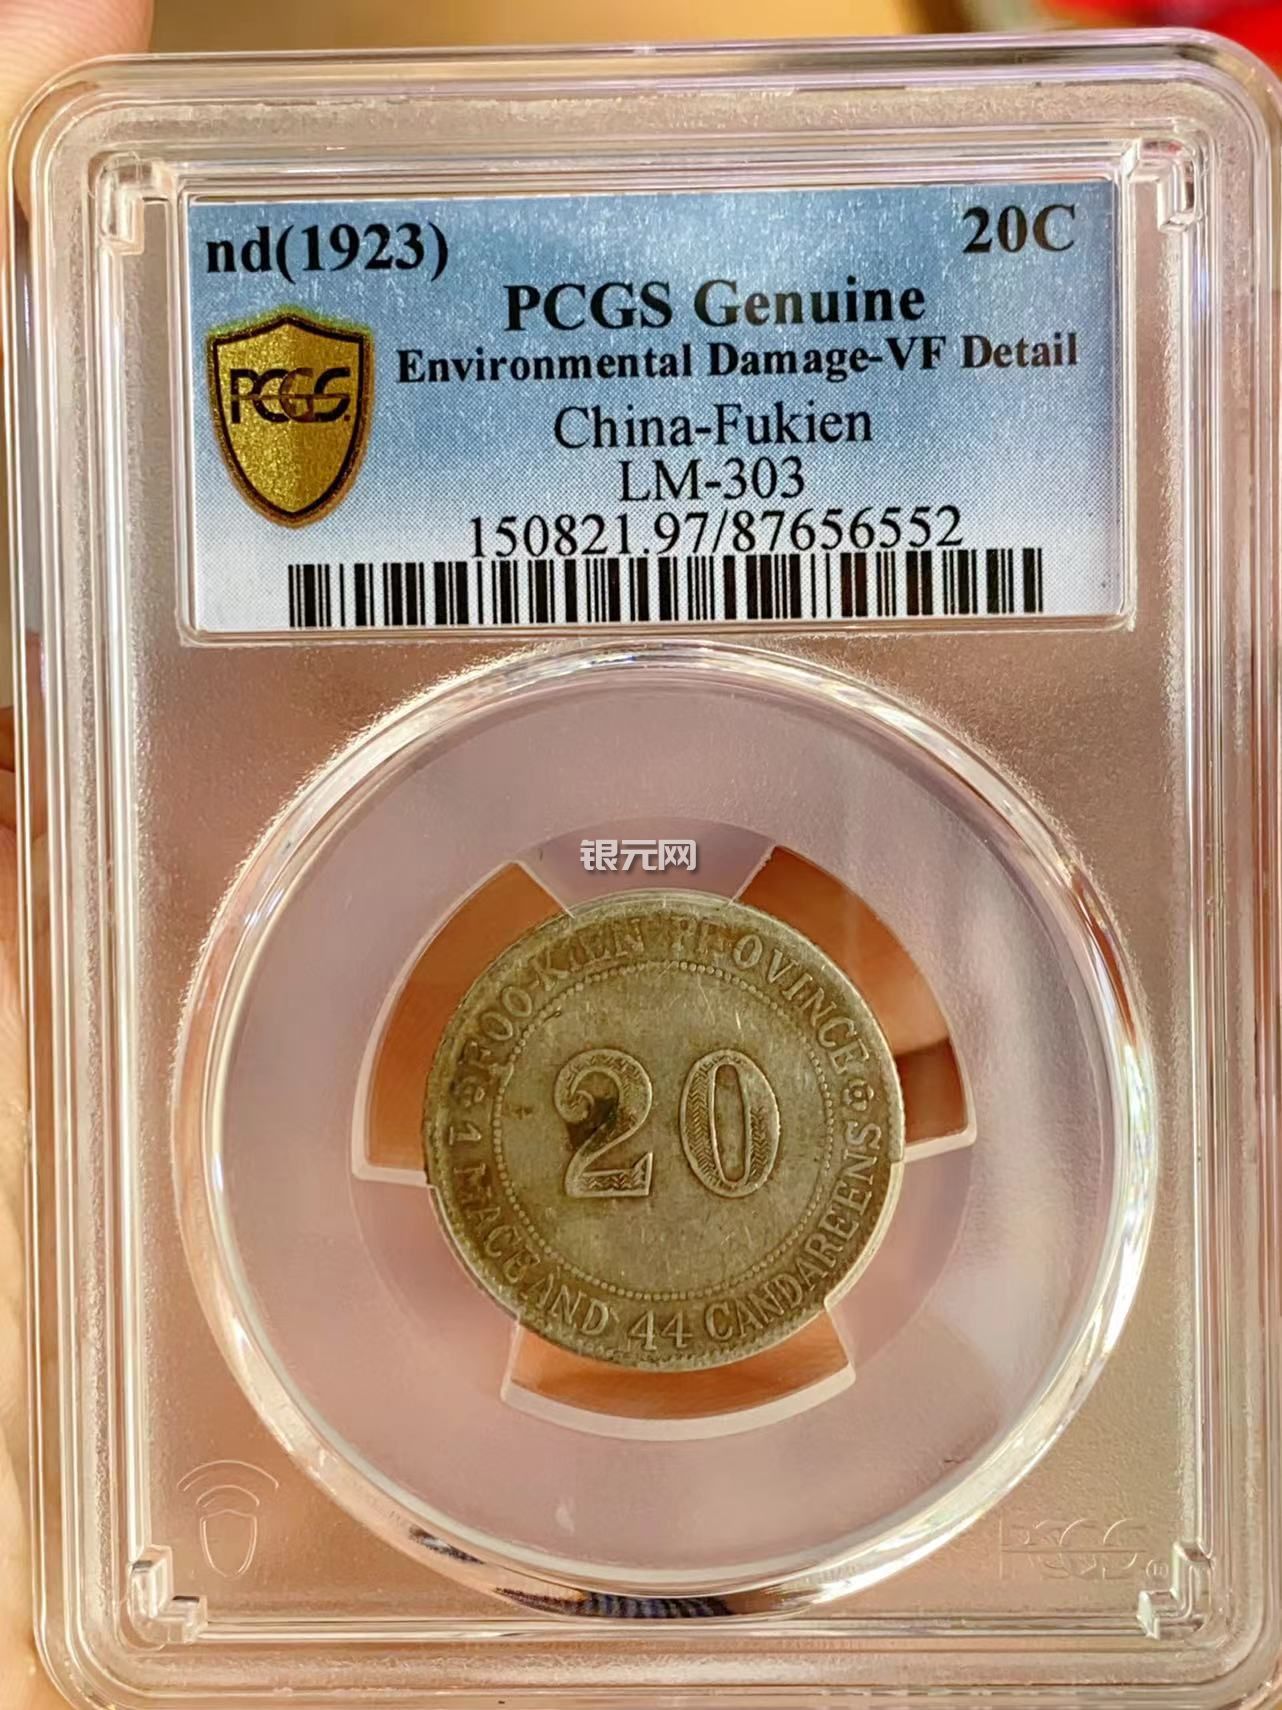 nd(1923)
20C
PCGS Genuine
Environmental Damage-VF Detail
PCGS
China-Fukien
LM-303
150821.97/87656552
银元网
FOO-KIEN PROVINCE
20
1 MACE AND 44 CANDAREENS
PCGS